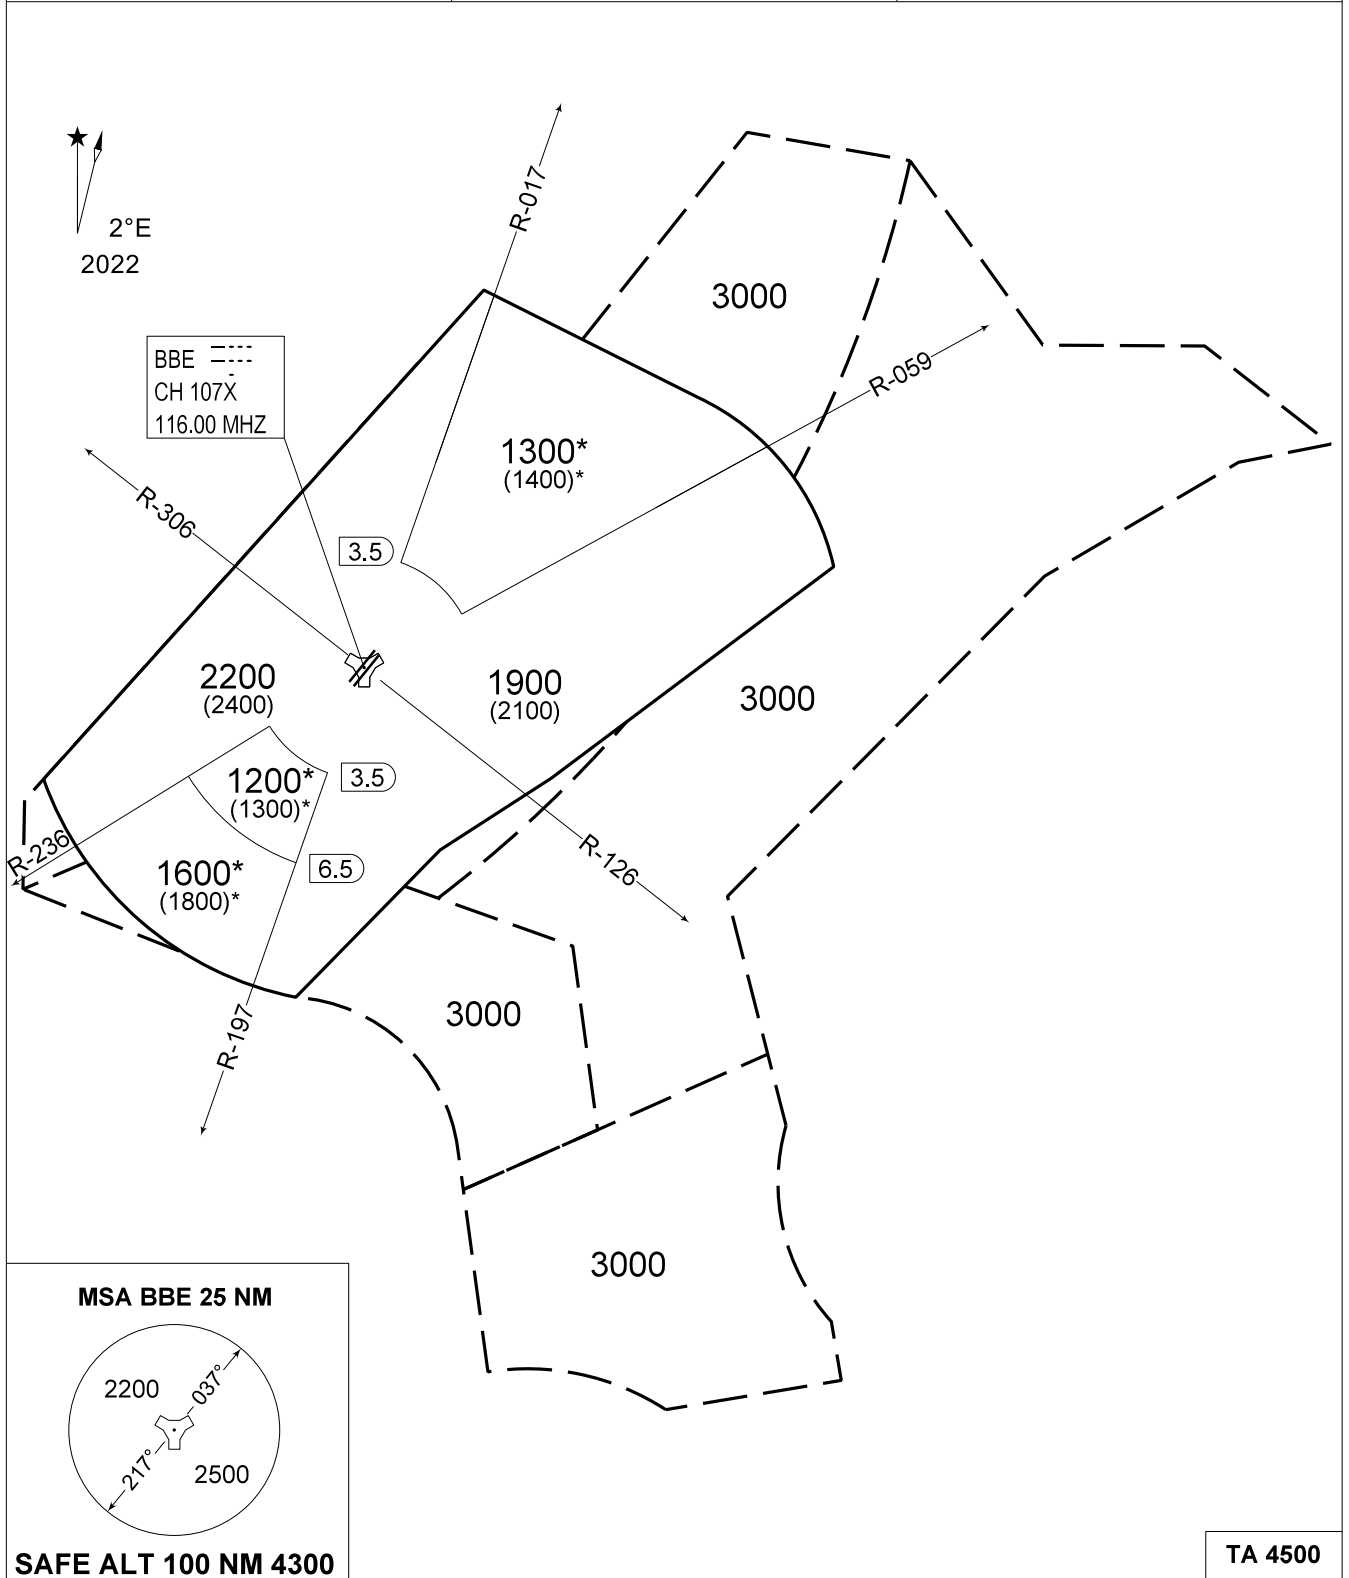 R-017
2°E
2022
3000
BBE
CH 107X
116.00 MHZ
R-059
1300*
(1400)*
R-306
3.5
2200
(2400)
1900
(2100)
3000
1200*
(1300)*
3.5
R-236
1600*
(1800)*
6.5
R-126
3000
R-197
3000
MSA BBE 25 NM
2200
037°
217°
2500
SAFE ALT 100 NM 4300
TA 4500